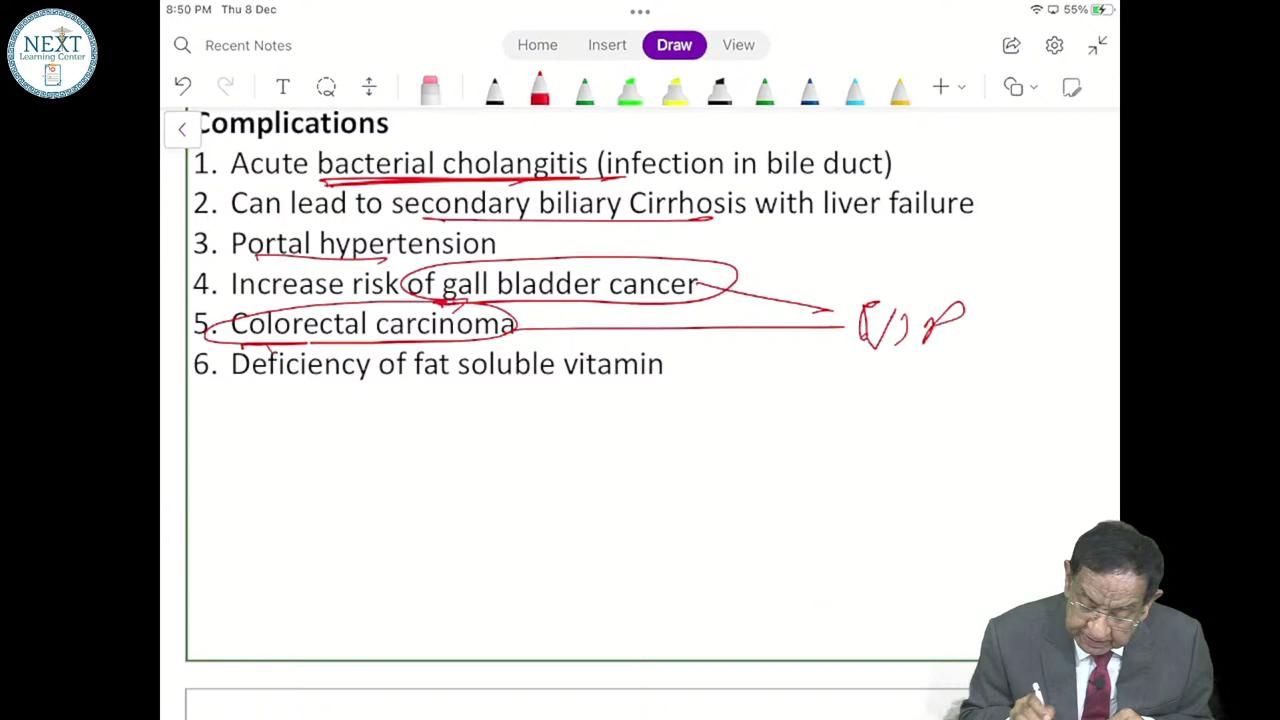 8:50 PM Thu 8 Dec
55%
NEXT
Learning Center
Recent Notes
Home Insert Draw View
Complications
1. Acute bacterial cholangitis (infection in bile duct)
2. Can lead to secondary biliary Cirrhosis with liver failure
3. Portal hypertension
4. Increase risk of gall bladder cancer
5. Colorectal carcinoma
6. Deficiency of fat soluble vitamin